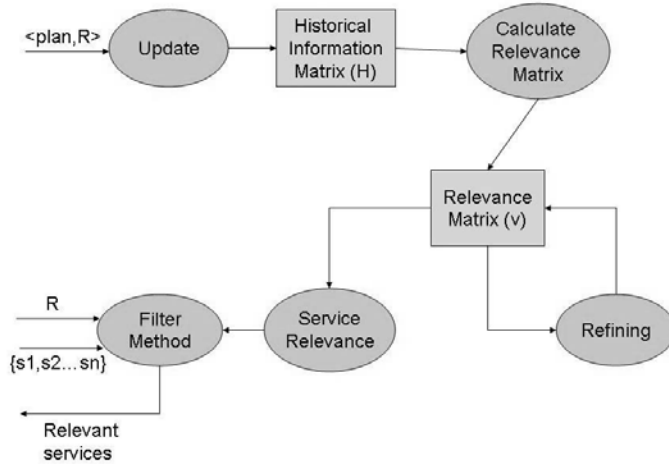 <plan,R>
Update
Historical
Information
Matrix (H)
Calculate
Relevance
Matrix
Relevance
Matrix (v)
R
{s1,s2...sn}
Filter
Method
Service
Relevance
Refining
Relevant
services